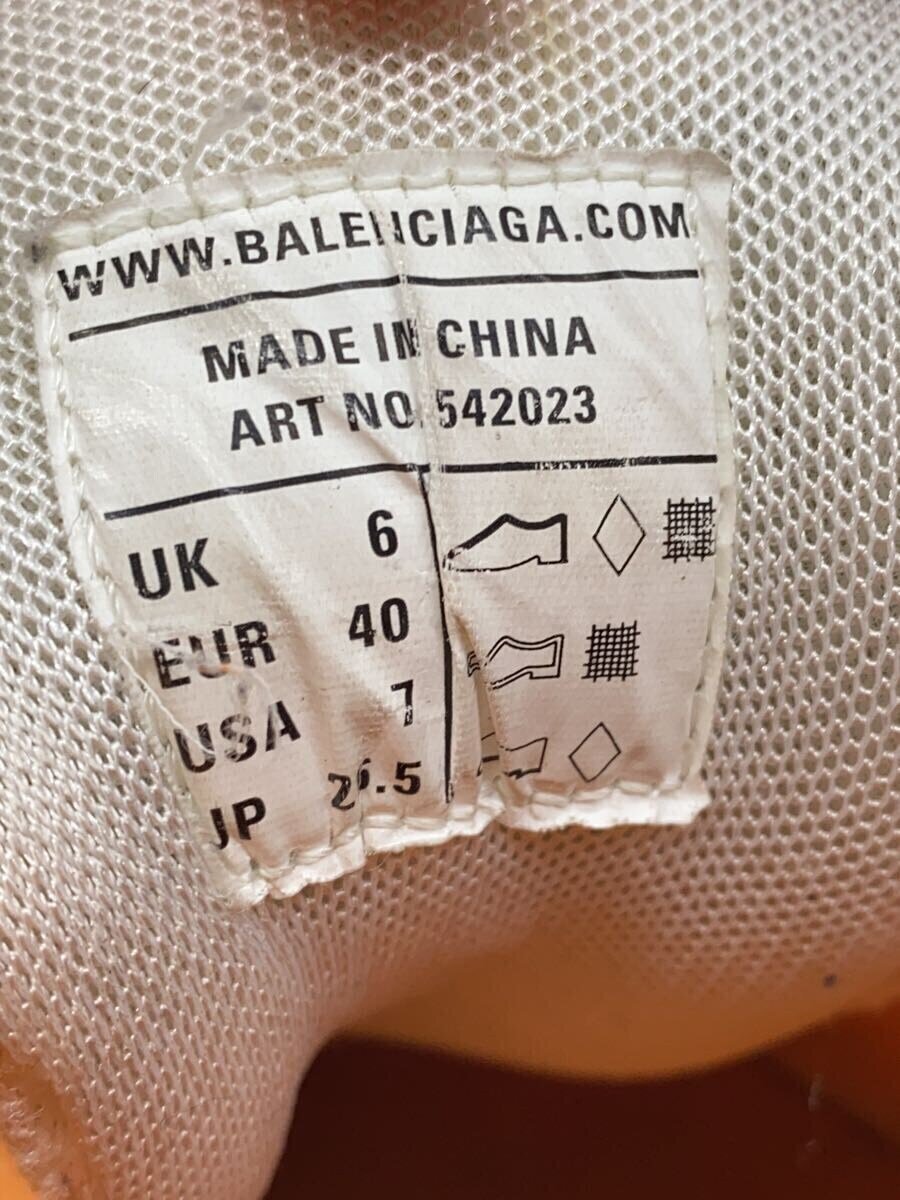 WWW.BALENCIAGA.COM
MADE IN CHINA
ART NO. 542023
UK 6
EUR 40
USA 7
JP